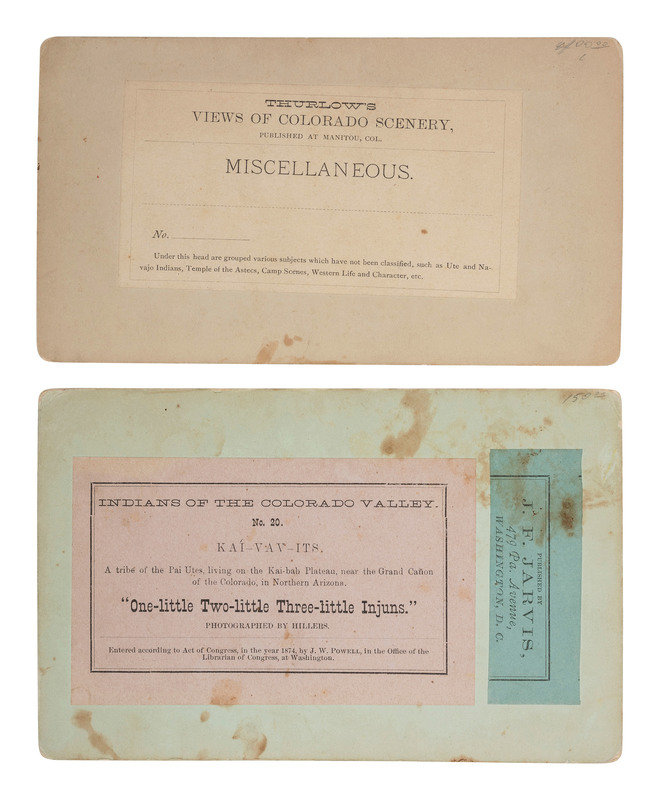 THURLOW'S
VIEWS OF COLORADO SCENERY,
PUBLISHED AT MANITOU, COL.
MISCELLANEOUS.
No.
Under this head are grouped various subjects which have not been classified, such as Ute and Na-
vajo Indians, Temple of the Aztecs, Camp Scenes, Western Life and Character, etc.
INDIANS OF THE COLORADO VALLEY.
No. 20.
KAÍ-VAV-ITS.
A tribe of the Pai Utes, living on the Kai-bab Plateau, near the Grand Cañon
of the Colorado, in Northern Arizona.
"One-little Two-little Three-little Injuns."
PHOTOGRAPHED BY HILLERS.
Entered according to Act of Congress, in the year 1874, by J. W. POWELL, in the Office of the
Librarian of Congress, at Washington.
PUBLISHED BY
J. F. JARVIS,
479 Pa. Avenue,
WASHINGTON, D. C.